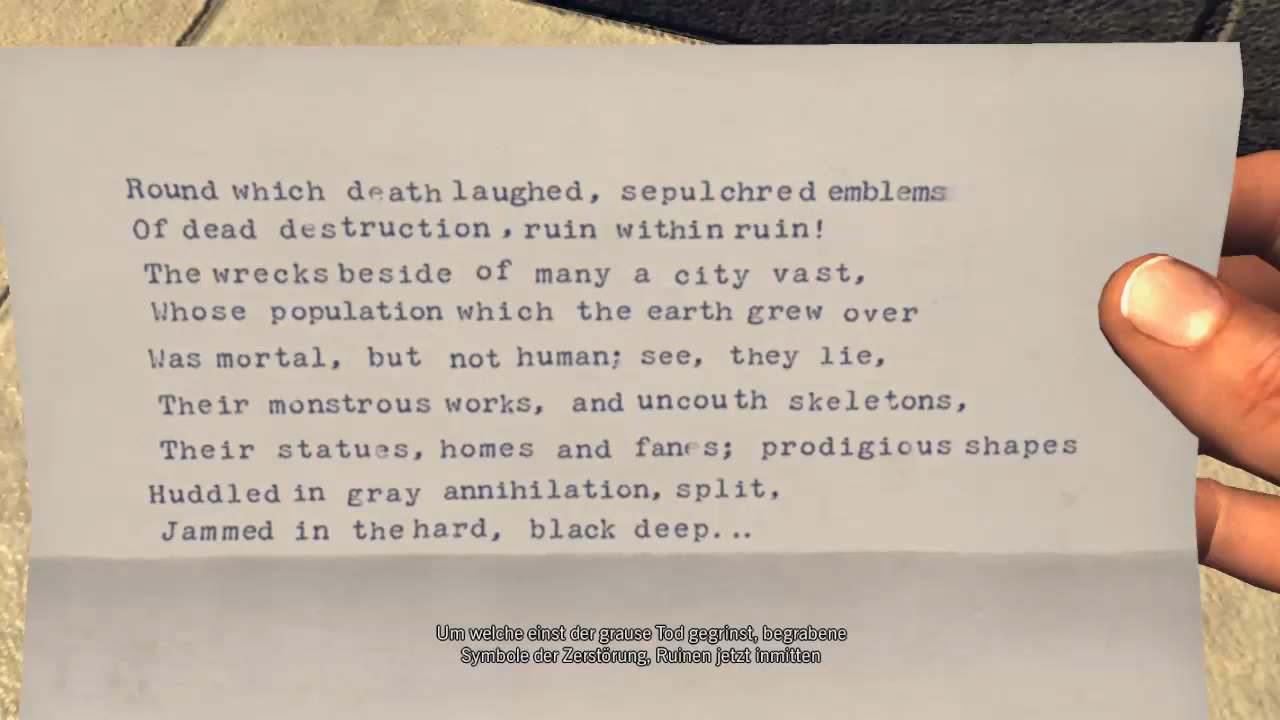 Round which death laughed, sepulchred emblems
Of dead destruction, ruin within ruin!
The wrecks beside of many a city vast,
Whose population which the earth grew over
Was mortal, but not human; see, they lie,
Their monstrous works, and uncouth skeletons,
Their statues, homes and fanes; prodigious shapes
Huddled in gray annihilation, split,
Jammed in the hard, black deep...
Um welche einst der grause Tod gegrinst, begrabene
Symbole der Zerstörung, Ruinen jetzt inmitten